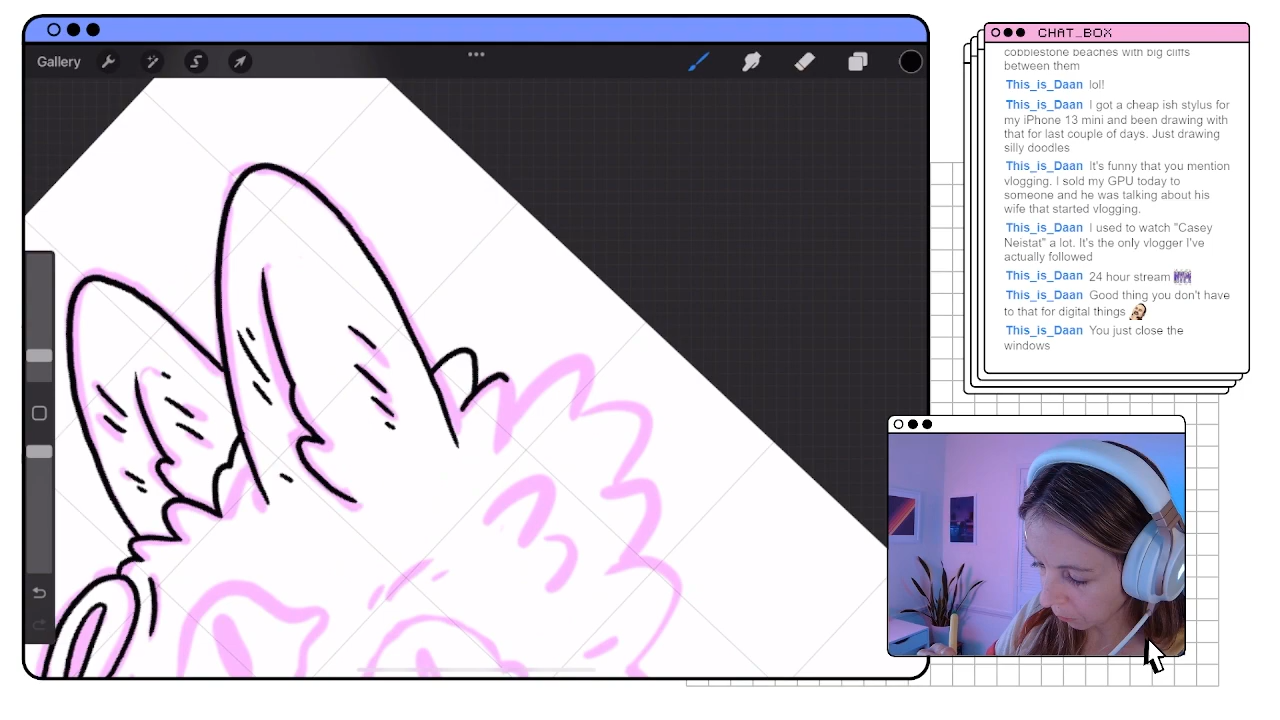 Gallery
CHAT_BOX
cobblestone beaches with big cliffs
between them
This_is_Daan lol!
This_is_Daan I got a cheap ish stylus for
my iPhone 13 mini and been drawing with
that for last couple of days. Just drawing
silly doodles
This_is_Daan It's funny that you mention
vlogging. I sold my GPU today to
someone and he was talking about his
wife that started vlogging.
This_is_Daan I used to watch "Casey
Neistat" a lot. It's the only vlogger I've
actually followed
This_is_Daan 24 hour stream
This_is_Daan Good thing you don't have
to that for digital things
This_is_Daan You just close the
windows